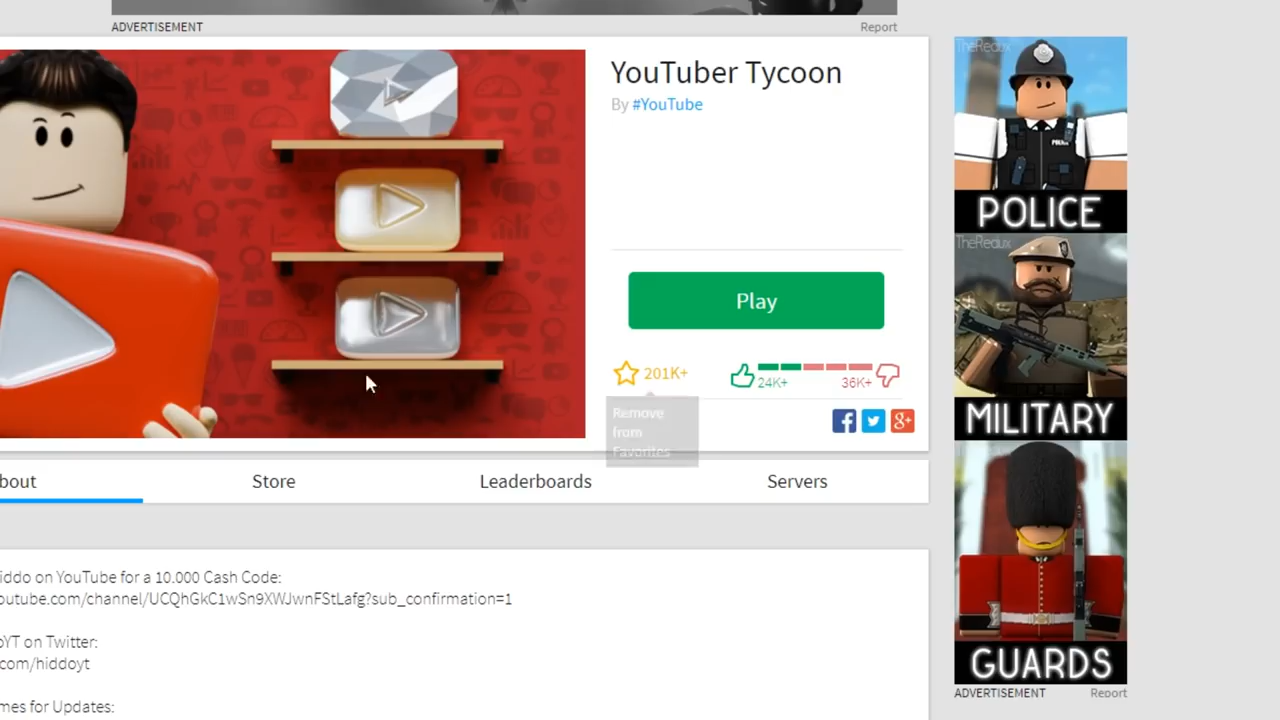 ADVERTISEMENT
Report
YouTuber Tycoon
By #YouTube
Play
201K+
24K+
36K+
Remove
from
Favorites
bout
Store
Leaderboards
Servers
iddo on YouTube for a 10.000 Cash Code:
outube.com/channel/UCQhGkC1wSn9XWJwnFStLafg?sub_confirmation=1
oYT on Twitter:
.com/hiddoyt
mes for Updates:
TheRedux
POLICE
TheRedux
MILITARY
GUARDS
ADVERTISEMENT
Report